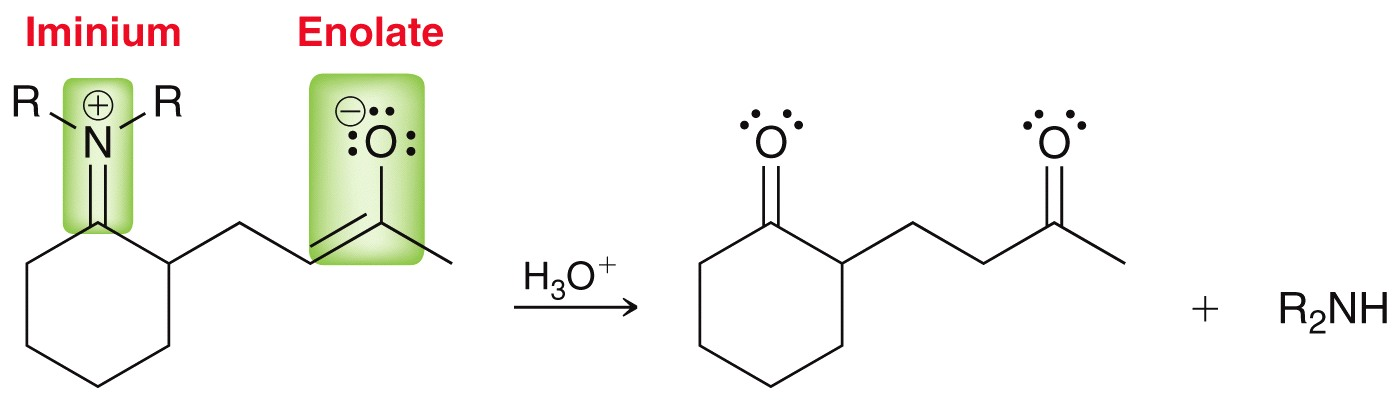 Iminium
Enolate
R ⊕ R
N
⊖
O
H₃O⁺
O
O
+ R₂NH